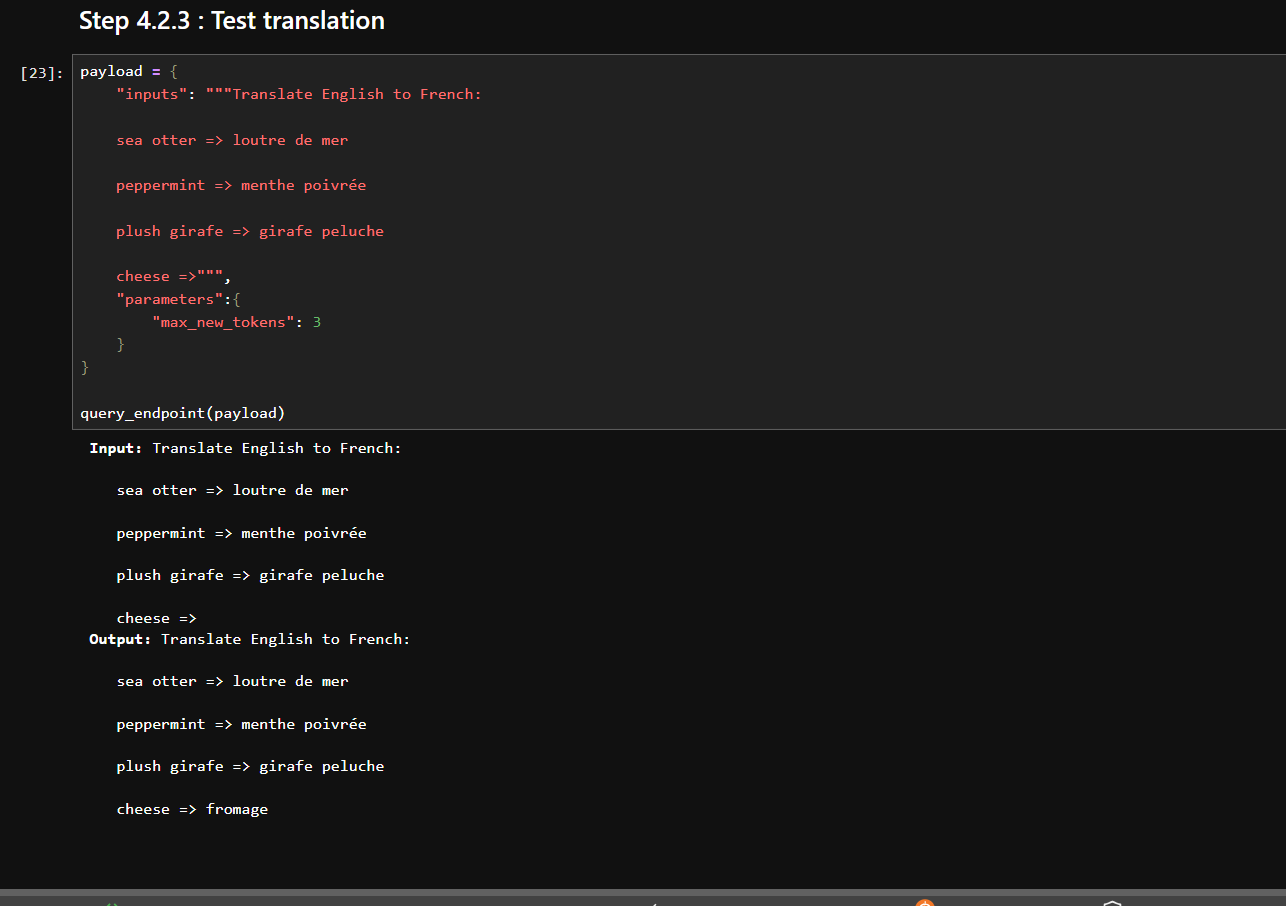 Step 4.2.3 : Test translation
[23]:
payload = {
"inputs": """Translate English to French:
sea otter => loutre de mer
peppermint => menthe poivrée
plush girafe => girafe peluche
cheese =>""",
"parameters":{
"max_new_tokens": 3
}
}
query_endpoint(payload)
Input: Translate English to French:
sea otter => loutre de mer
peppermint => menthe poivrée
plush girafe => girafe peluche
cheese =>
Output: Translate English to French:
sea otter => loutre de mer
peppermint => menthe poivrée
plush girafe => girafe peluche
cheese => fromage